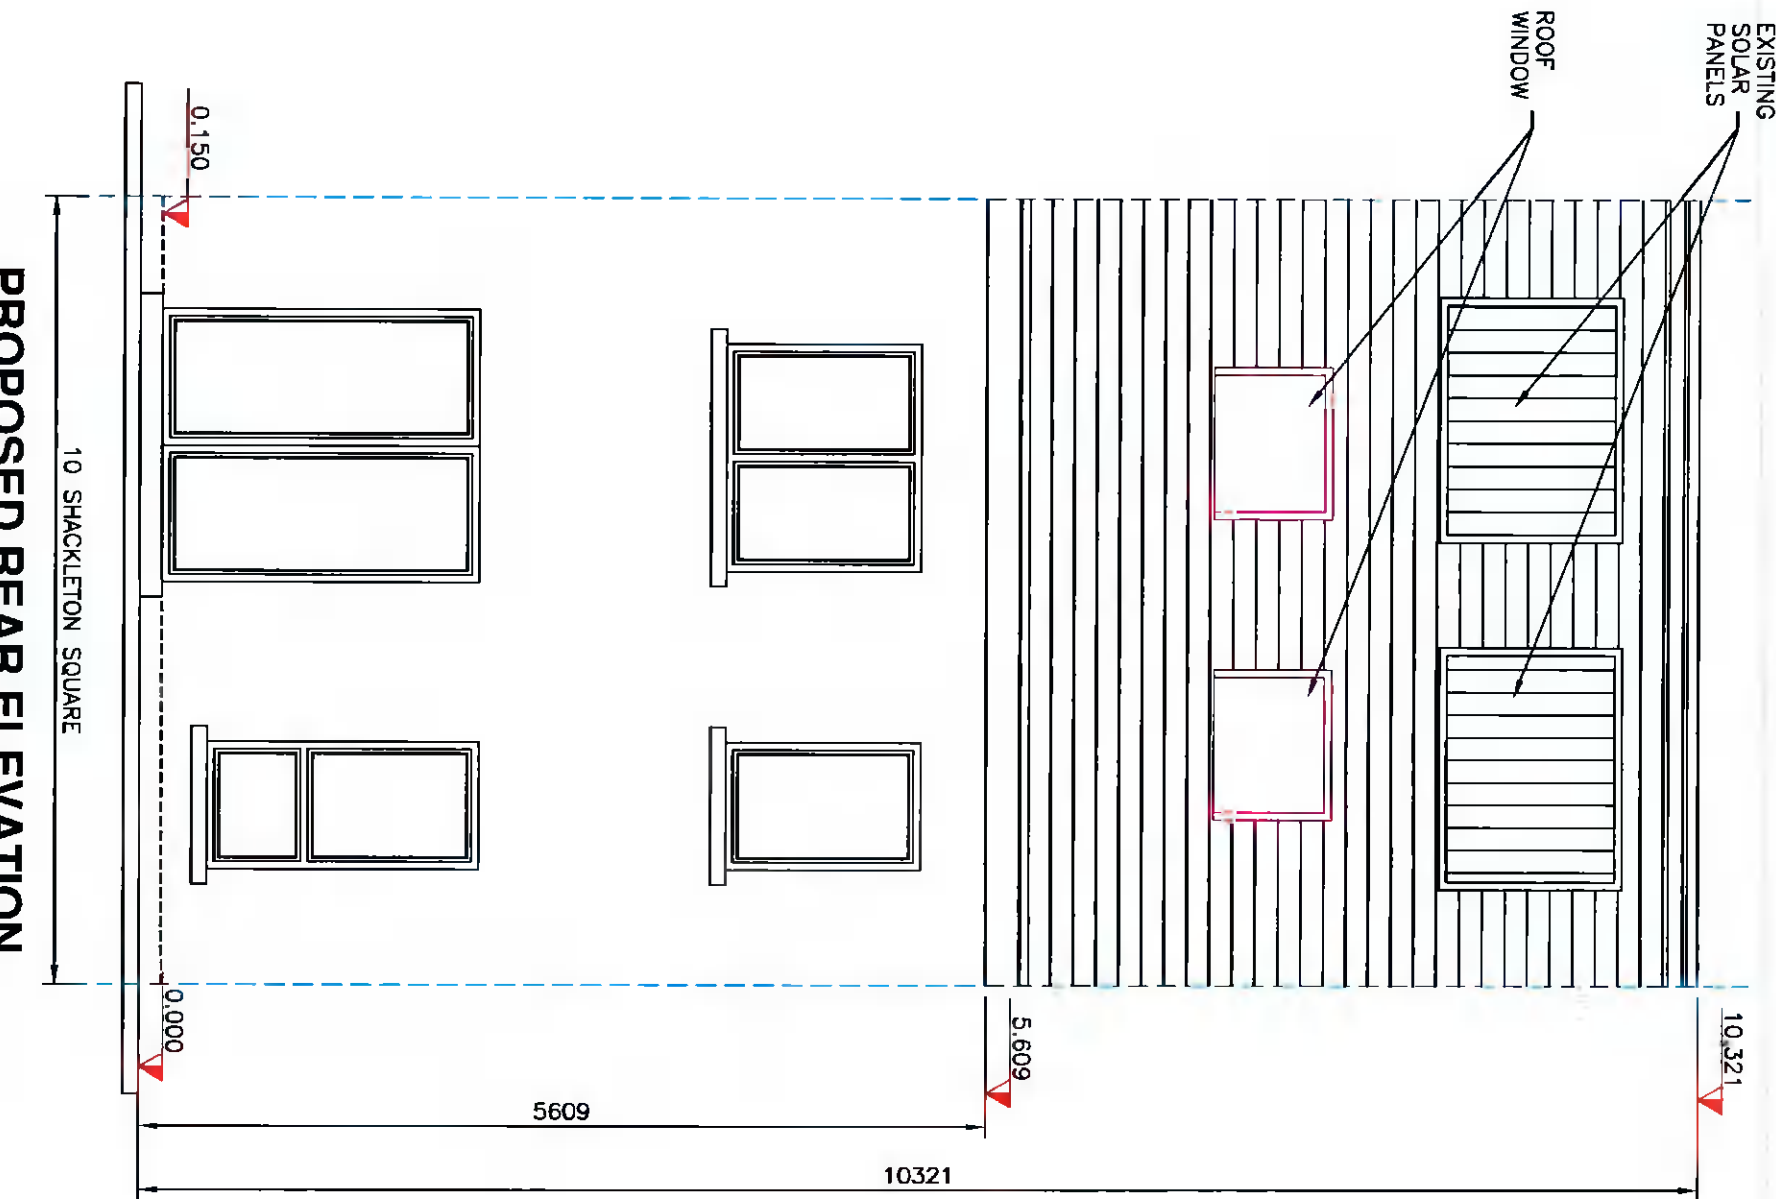 EXISTING
SOLAR
PANELS
ROOF
WINDOW
10.321
5.609
0.150
0.000
5609
10321
10 SHACKLETON SQUARE
PROPOSED REAR ELEVATION